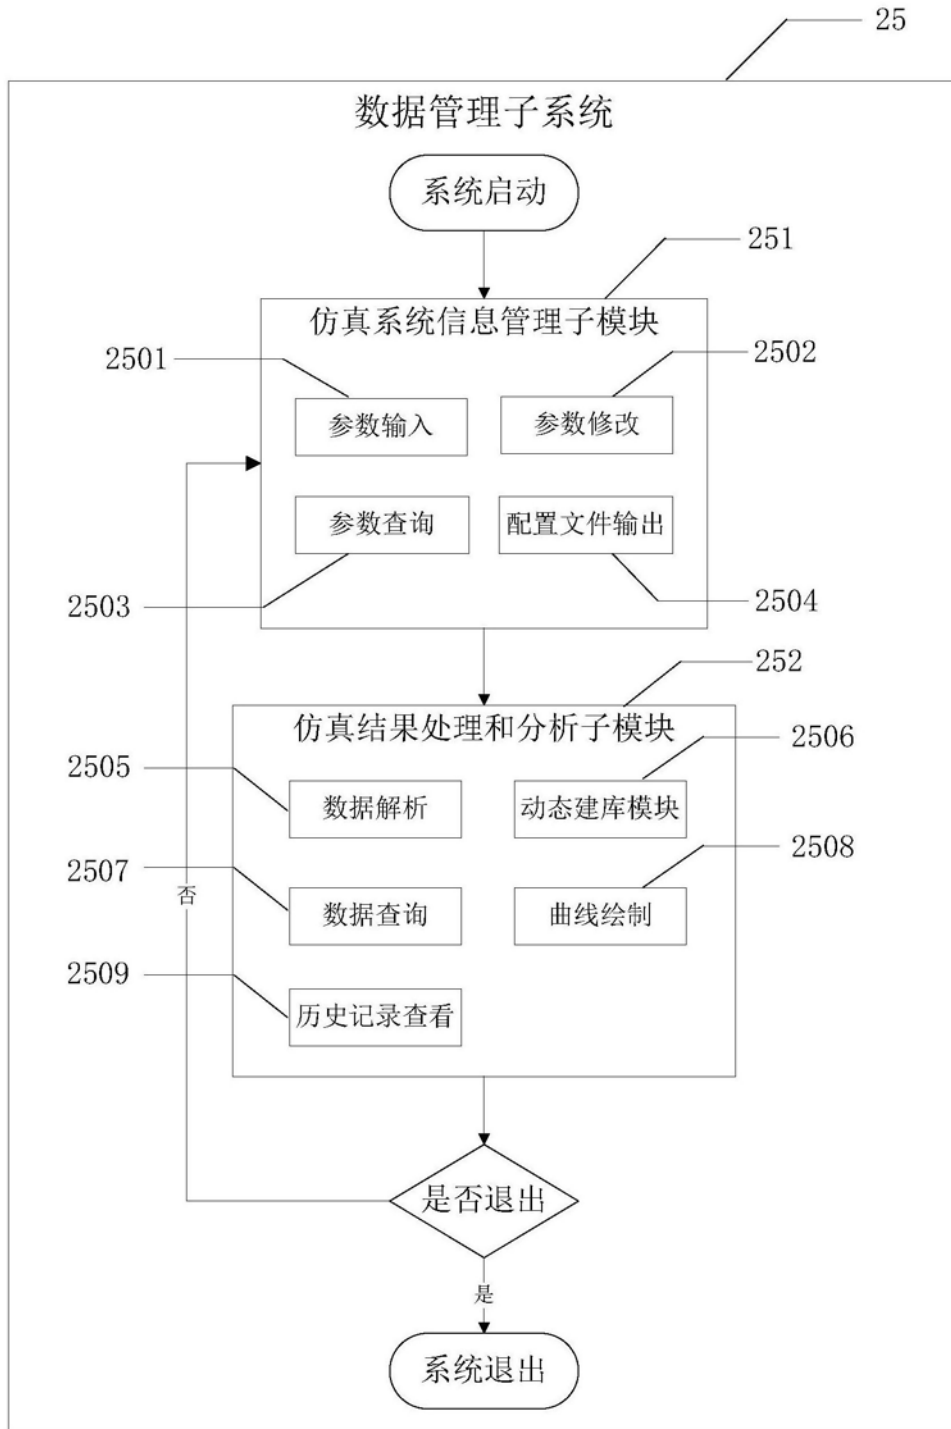 25
数据管理子系统
系统启动
251
仿真系统信息管理子模块
2501
2502
参数输入
参数修改
参数查询
配置文件输出
2503
2504
252
仿真结果处理和分析子模块
2505
2506
数据解析
动态建库模块
2507
2508
数据查询
曲线绘制
否
2509
历史记录查看
是否退出
是
系统退出